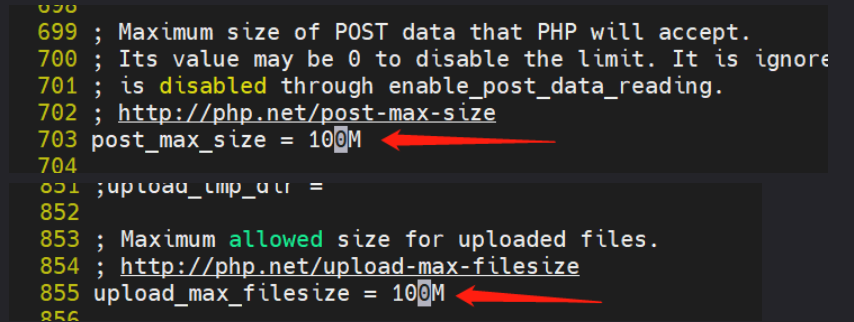 698
699 ; Maximum size of POST data that PHP will accept.
700 ; Its value may be 0 to disable the limit. It is ignore
701 ; is disabled through enable_post_data_reading.
702 ; http://php.net/post-max-size
703 post_max_size = 100M
704
851 ;upload_tmp_dir =
852
853 ; Maximum allowed size for uploaded files.
854 ; http://php.net/upload-max-filesize
855 upload_max_filesize = 100M
856